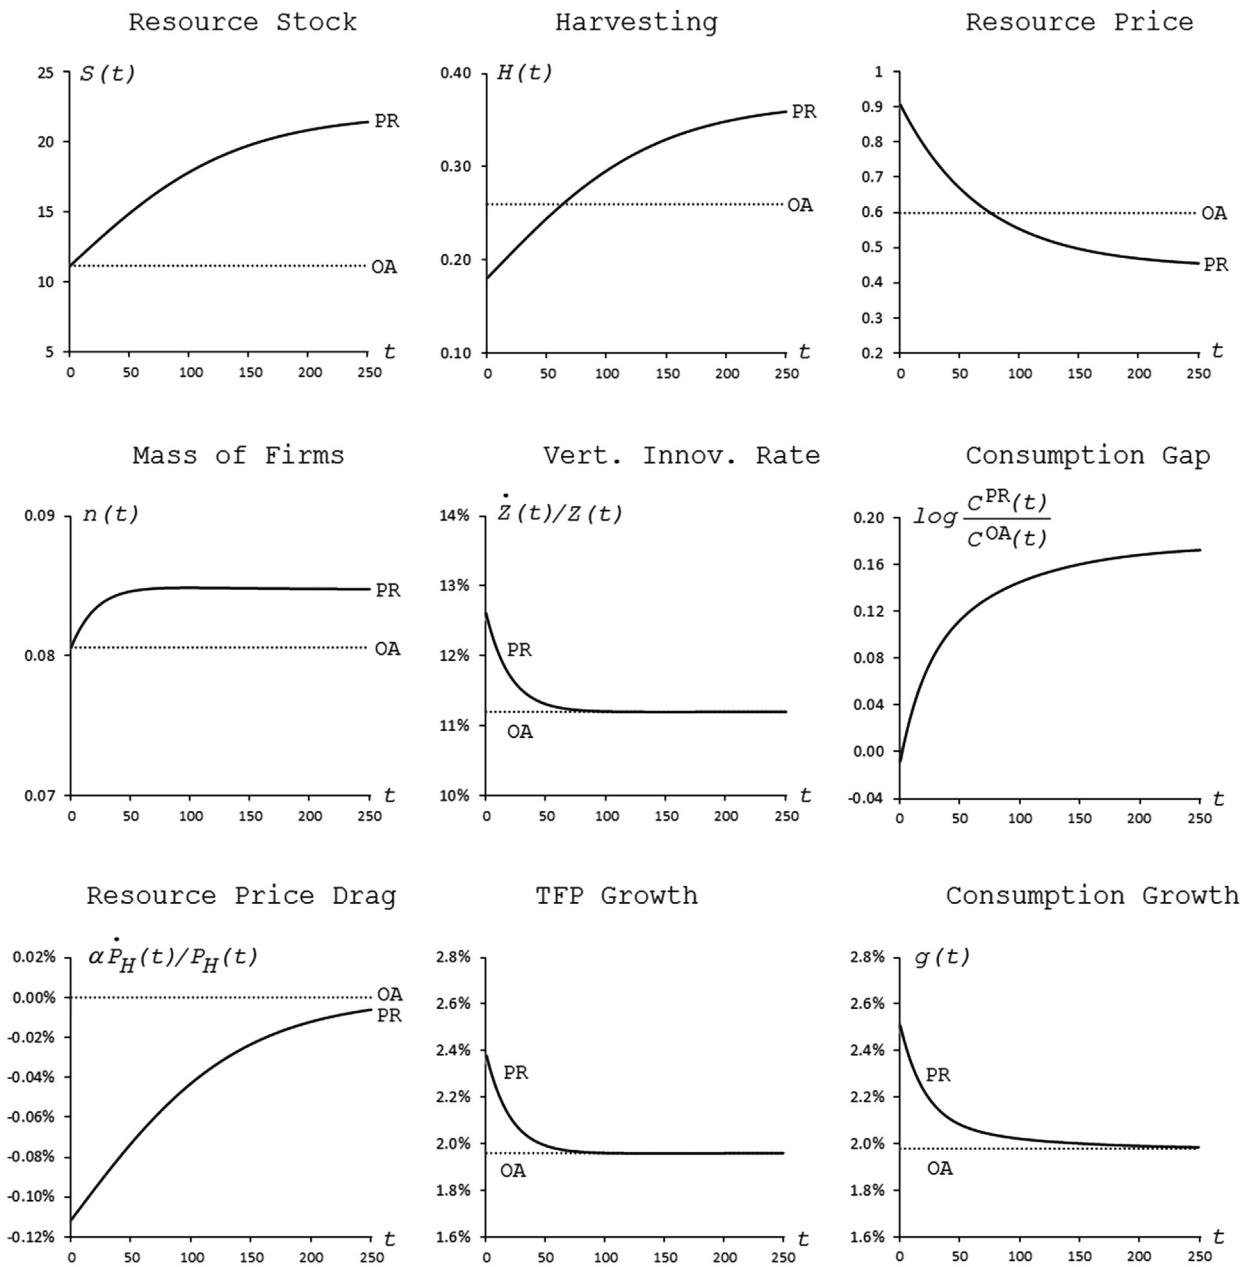 Resource Stock
S(t)
25
20
15
10
5
0 50 100 150 200 250
t
PR
OA
Harvesting
H(t)
0.40
0.30
0.20
0.10
0 50 100 150 200 250
t
PR
OA
Resource Price
1
0.9
0.8
0.7
0.6
0.5
0.4
0.3
0.2
0 50 100 150 200 250
t
OA
PR
Mass of Firms
n(t)
0.09
0.08
0.07
0 50 100 150 200 250
t
PR
OA
Vert. Innov. Rate
Ż(t)/Z(t)
14%
13%
12%
11%
10%
0 50 100 150 200 250
t
PR
OA
Consumption Gap
log C^PR(t) / C^OA(t)
0.20
0.16
0.12
0.08
0.04
0.00
-0.04
0 50 100 150 200 250
t
Resource Price Drag
αṖ_H(t)/P_H(t)
0.02%
0.00%
-0.02%
-0.04%
-0.06%
-0.08%
-0.10%
-0.12%
0 50 100 150 200 250
t
OA
PR
TFP Growth
2.8%
2.6%
2.4%
2.2%
2.0%
1.8%
1.6%
0 50 100 150 200 250
t
PR
OA
Consumption Growth
g(t)
2.8%
2.6%
2.4%
2.2%
2.0%
1.8%
1.6%
0 50 100 150 200 250
t
PR
OA